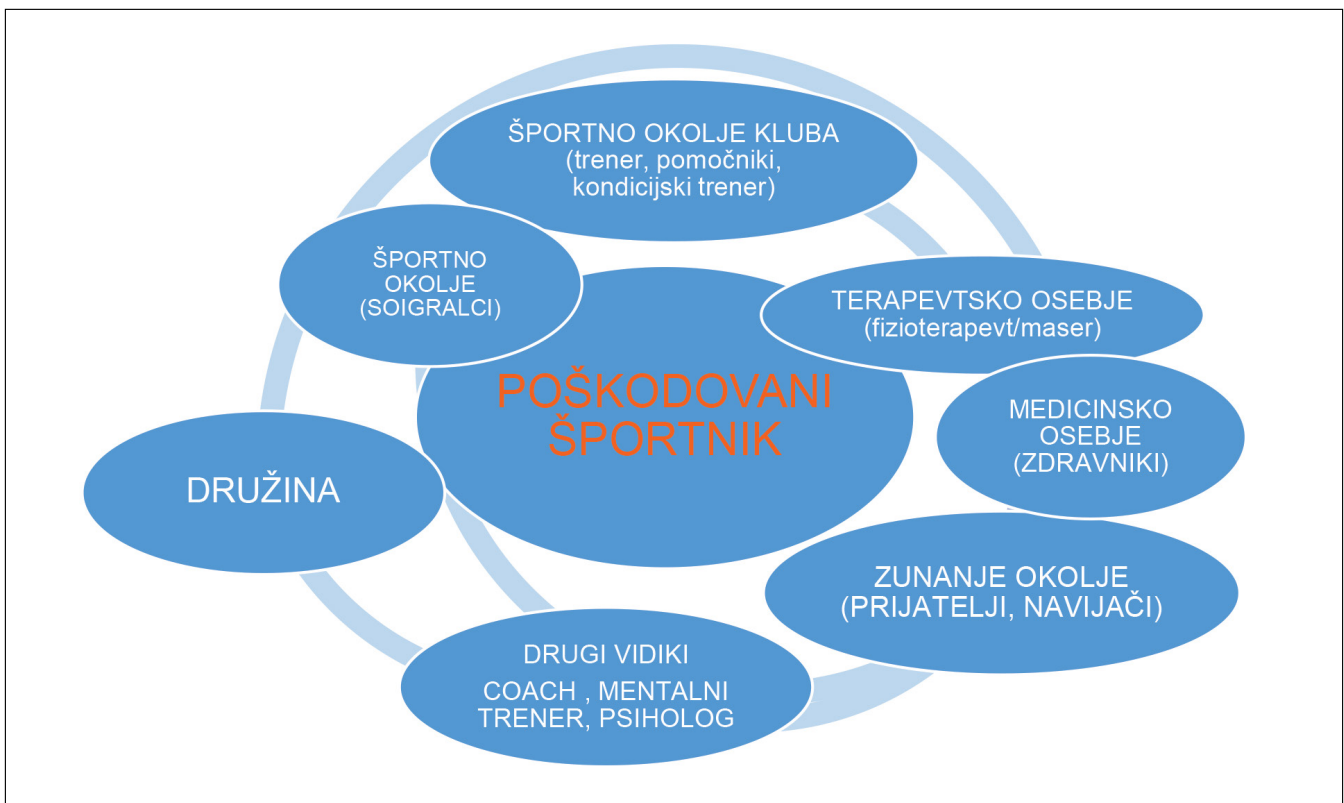 ŠPORTNO OKOLJE KLUBA
(trener, pomočniki,
kondicijski trener)
ŠPORTNO
OKOLJE
(SOIGRALCI)
TERAPEVTSKO OSEBJE
(fizioterapevt/maser)
POŠKODOVANI
ŠPORTNIK
MEDICINSKO
OSEBJE
(ZDRAVNIKI)
DRUŽINA
ZUNANJE OKOLJE
(PRIJATELJI, NAVIJAČI)
DRUGI VIDIKI
COACH , MENTALNI
TRENER, PSIHOLOG